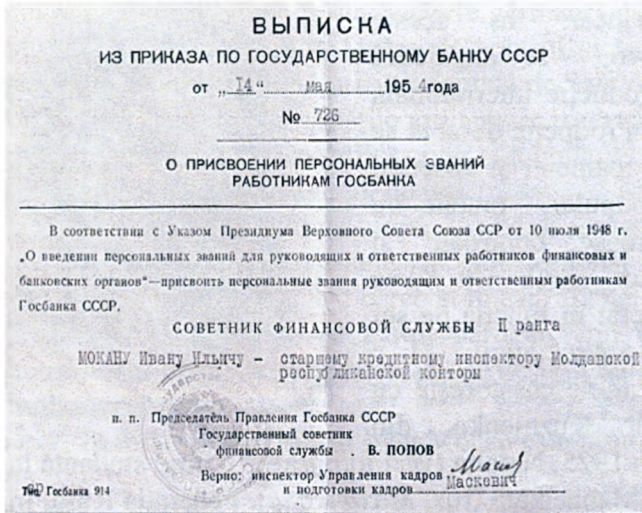 ВЫПИСКА
ИЗ ПРИКАЗА ПО ГОСУДАРСТВЕННОМУ БАНКУ СССР
от „I4“ мая 1954года
№ 726
О ПРИСВОЕНИИ ПЕРСОНАЛЬНЫХ ЗВАНИЙ
РАБОТНИКАМ ГОСБАНКА
В соответствии с Указом Президиума Верховного Совета Союза ССР от 10 июля 1948 г.
„О введении персональных званий для руководящих и ответственных работников финансовых и
банковских органов“—присвоить персональные звания руководящим и ответственным работникам
Госбанка СССР.
СОВЕТНИК ФИНАНСОВОЙ СЛУЖБЫ II ранга
МОКАНУ Ивану Ильичу – старшему кредитному инспектору Молдавской
республиканской конторы
п. п. Председатель Правления Госбанка СССР
Государственный советник
финансовой службы . В. ПОПОВ
Верно: инспектор Управления кадров
и подготовки кадров Маскевич
Тип. Госбанка 914